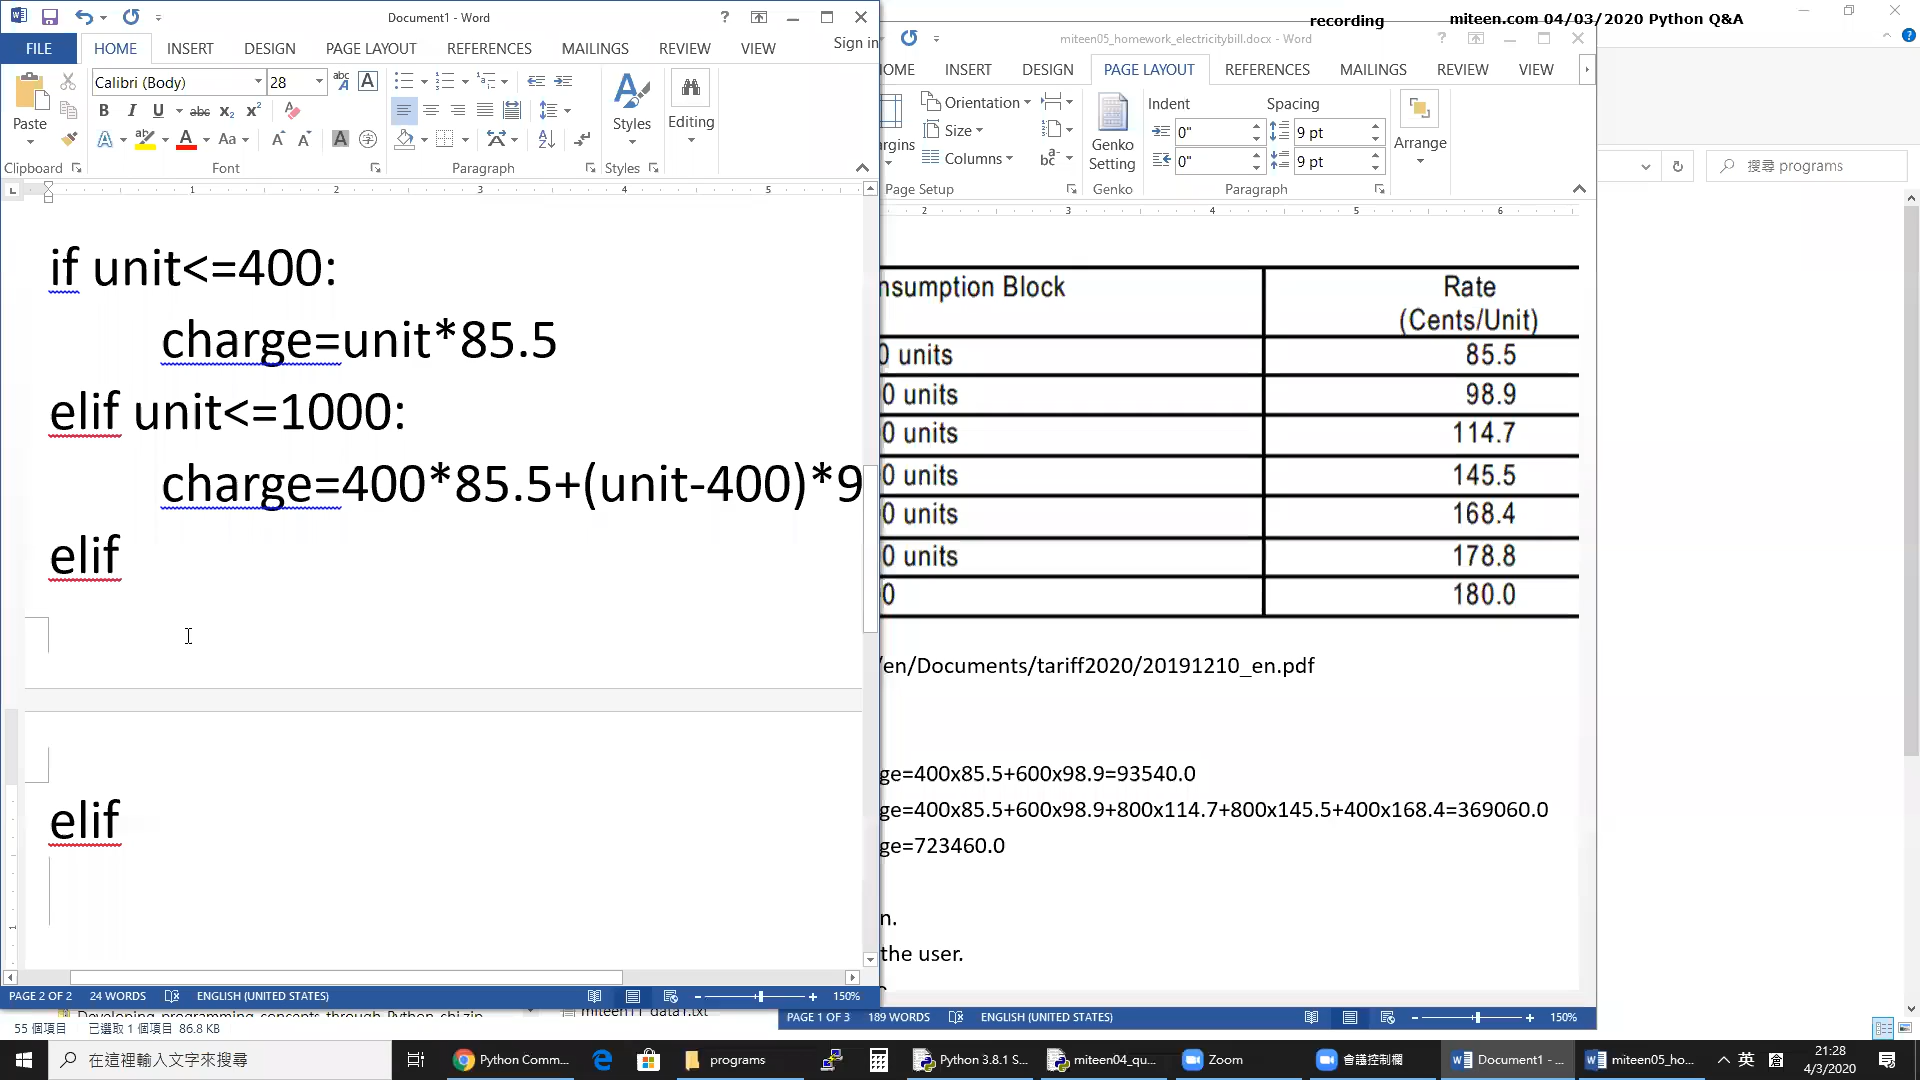 recording
miteen.com 04/03/2020 Python Q&A
Document1 - Word
FILE
HOME
INSERT
DESIGN
PAGE LAYOUT
REFERENCES
MAILINGS
REVIEW
VIEW
Sign in
Paste
Calibri (Body)
28
Styles
Editing
Clipboard
Font
Paragraph
Styles
if unit<=400:
charge=unit*85.5
elif unit<=1000:
charge=400*85.5+(unit-400)*9
elif
elif
PAGE 2 OF 2
24 WORDS
ENGLISH (UNITED STATES)
150%
miteen05_homework_electricitybill.docx - Word
OME
INSERT
DESIGN
PAGE LAYOUT
REFERENCES
MAILINGS
REVIEW
VIEW
rgins
Orientation
Size
Columns
Genko
Setting
Indent
Spacing
0"
9 pt
0"
9 pt
Arrange
Page Setup
Genko
Paragraph
nsumption Block
Rate
(Cents/Unit)
0 units
85.5
0 units
98.9
0 units
114.7
0 units
145.5
0 units
168.4
0 units
178.8
0
180.0
/en/Documents/tariff2020/20191210_en.pdf
ge=400x85.5+600x98.9=93540.0
ge=400x85.5+600x98.9+800x114.7+800x145.5+400x168.4=369060.0
ge=723460.0
n.
the user.
PAGE 1 OF 3
189 WORDS
ENGLISH (UNITED STATES)
150%
搜尋 programs
Developing programming concepts through Python chi.zip
miteen11_data1.txt
55 個項目
已選取 1 個項目 86.8 KB
在這裡輸入文字來搜尋
Python Comm...
programs
Python 3.8.1 S...
miteen04_qu...
Zoom
會議控制欄
Document1 - ...
miteen05_ho...
英
倉
21:28
4/3/2020